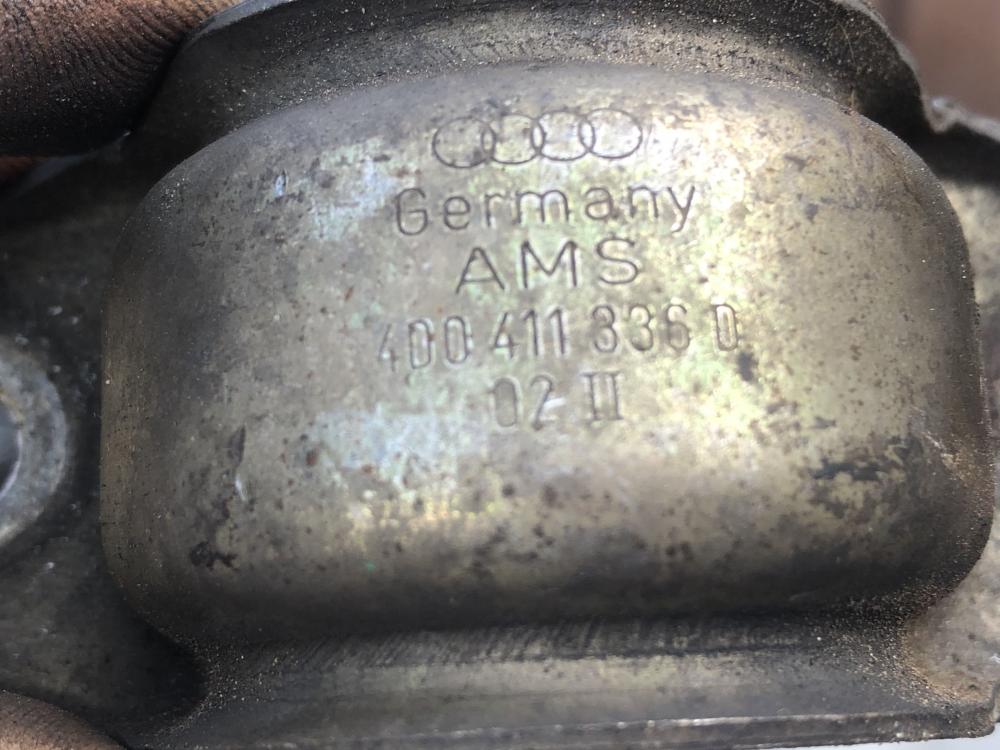 Germany
AMS
4D0 411 336 D
02 II